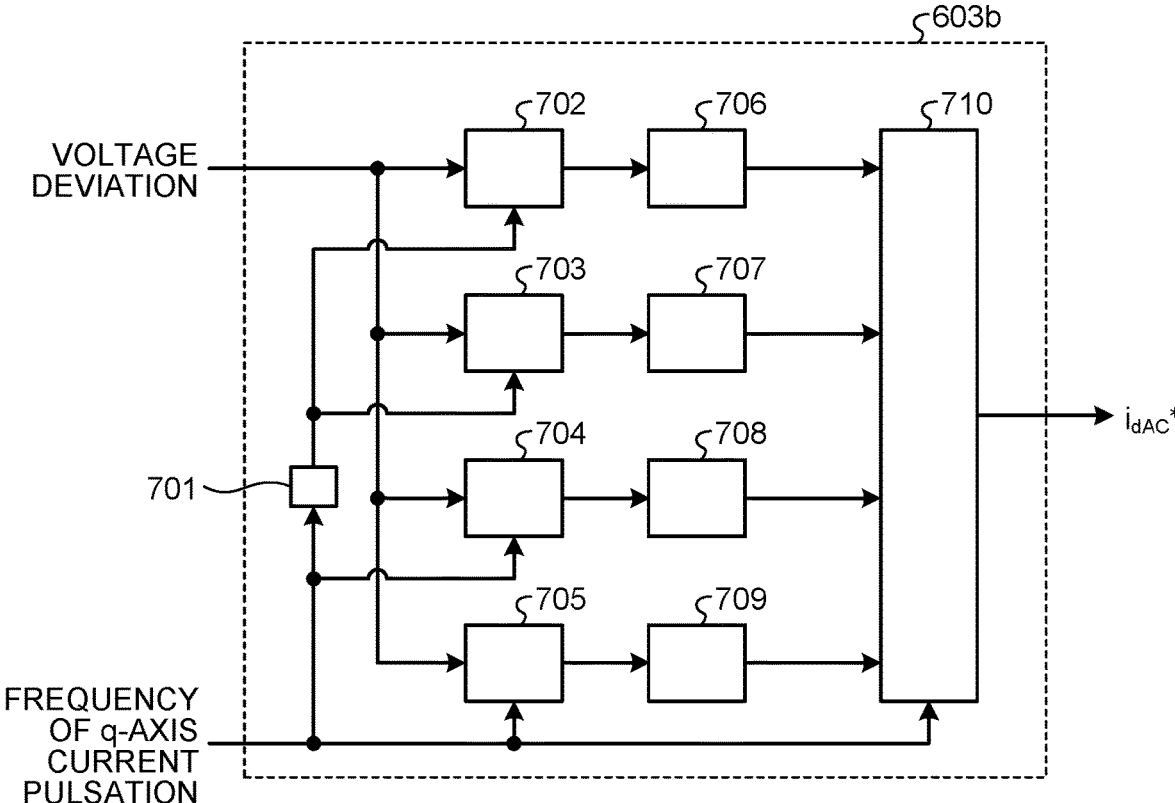 603b
702
706
710
VOLTAGE
DEVIATION
703
707
704
708
701
i_dAC*
705
709
FREQUENCY
OF q-AXIS
CURRENT
PULSATION